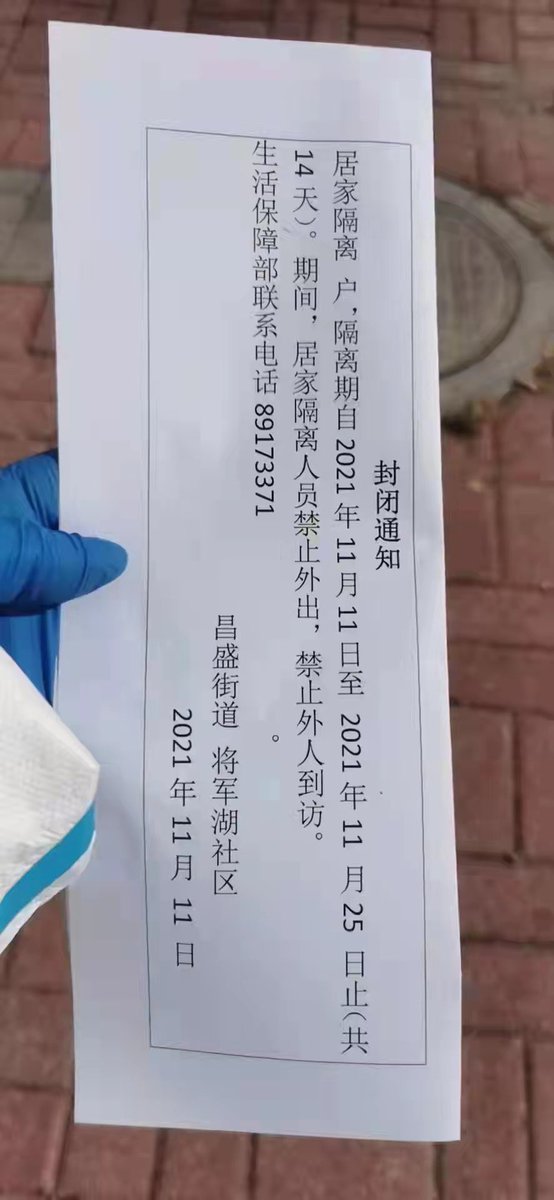 封闭通知
居家隔离 户，隔离期自 2021 年 11 月 11 日至 2021 年 11 月 25 日止（共
14 天）。期间，居家隔离人员禁止外出，禁止外人到访。
生活保障部联系电话 89173371 。
昌盛街道 将军湖社区
2021 年 11 月 11 日